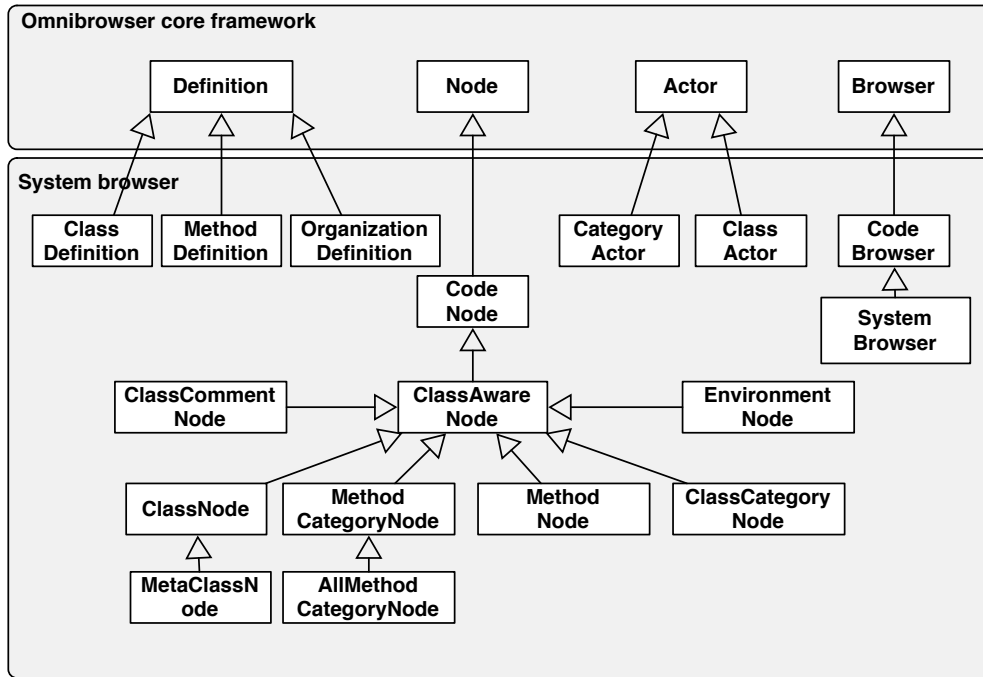 Omnibrowser core framework
Definition
Node
Actor
Browser
System browser
Class
Definition
Method
Definition
Organization
Definition
Category
Actor
Class
Actor
Code
Browser
Code
Node
System
Browser
ClassComment
Node
ClassAware
Node
Environment
Node
ClassNode
Method
CategoryNode
Method
Node
ClassCategory
Node
MetaClassN
ode
AllMethod
CategoryNode